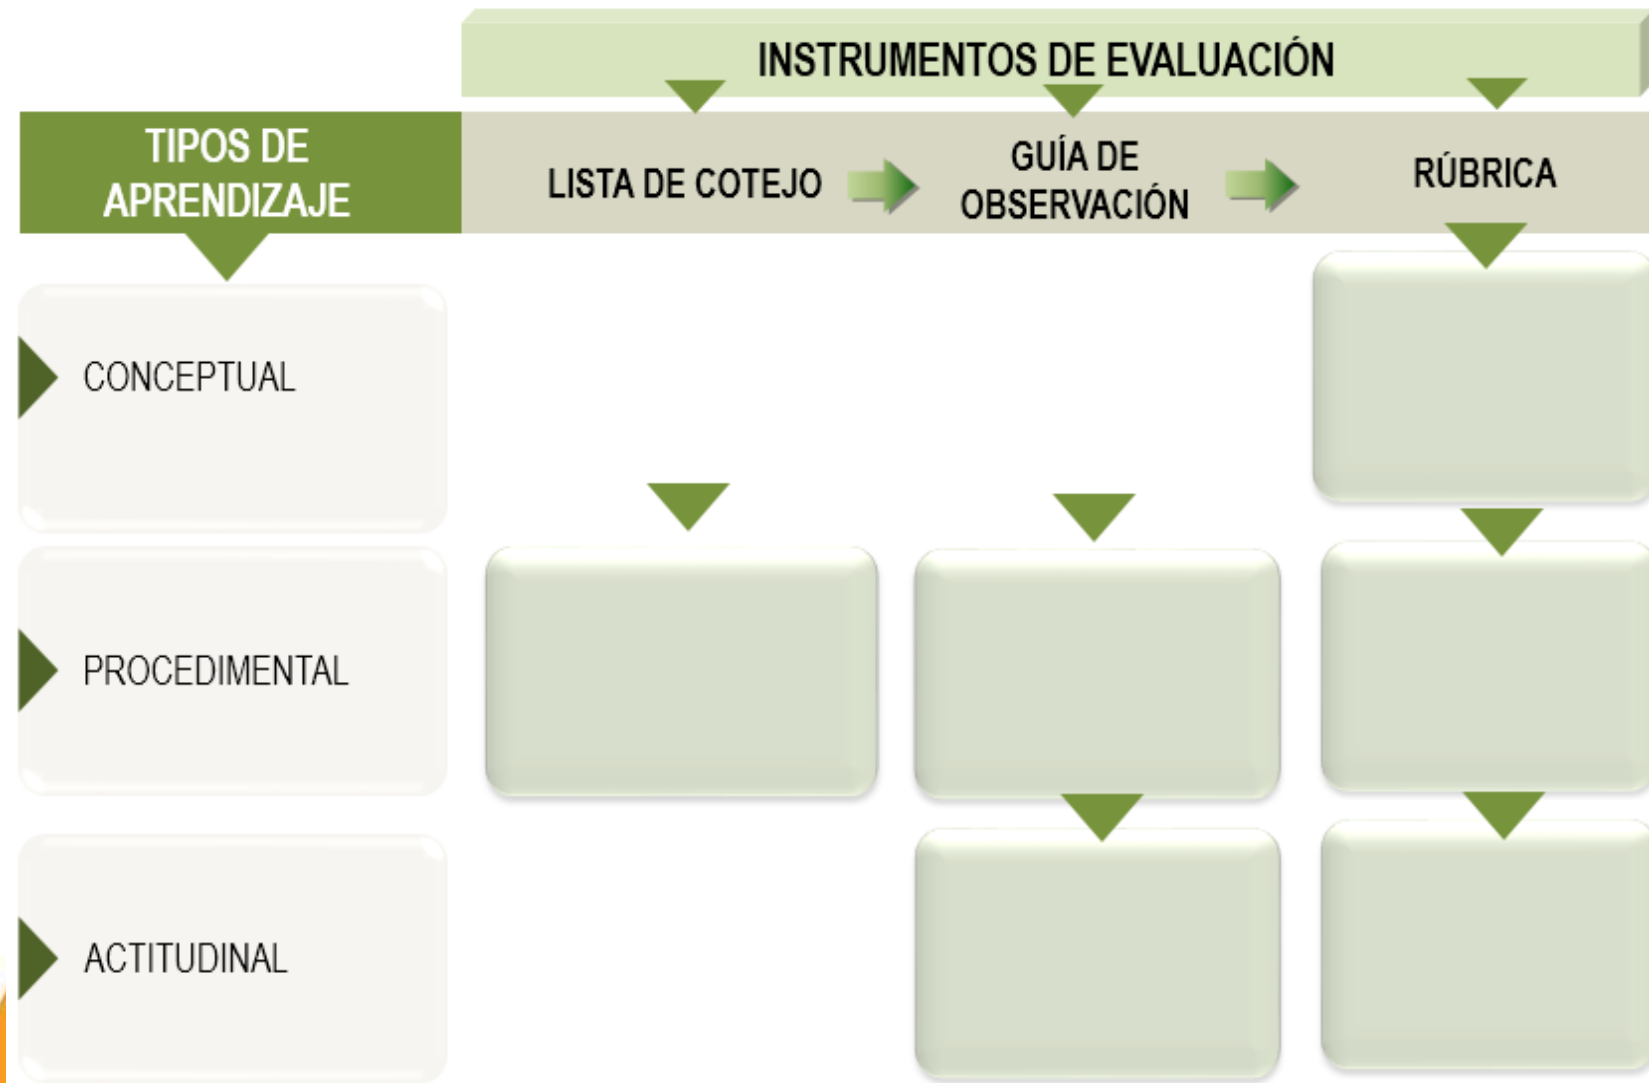 INSTRUMENTOS DE EVALUACIÓN
TIPOS DE
APRENDIZAJE
LISTA DE COTEJO
GUÍA DE
OBSERVACIÓN
RÚBRICA
CONCEPTUAL
PROCEDIMENTAL
ACTITUDINAL